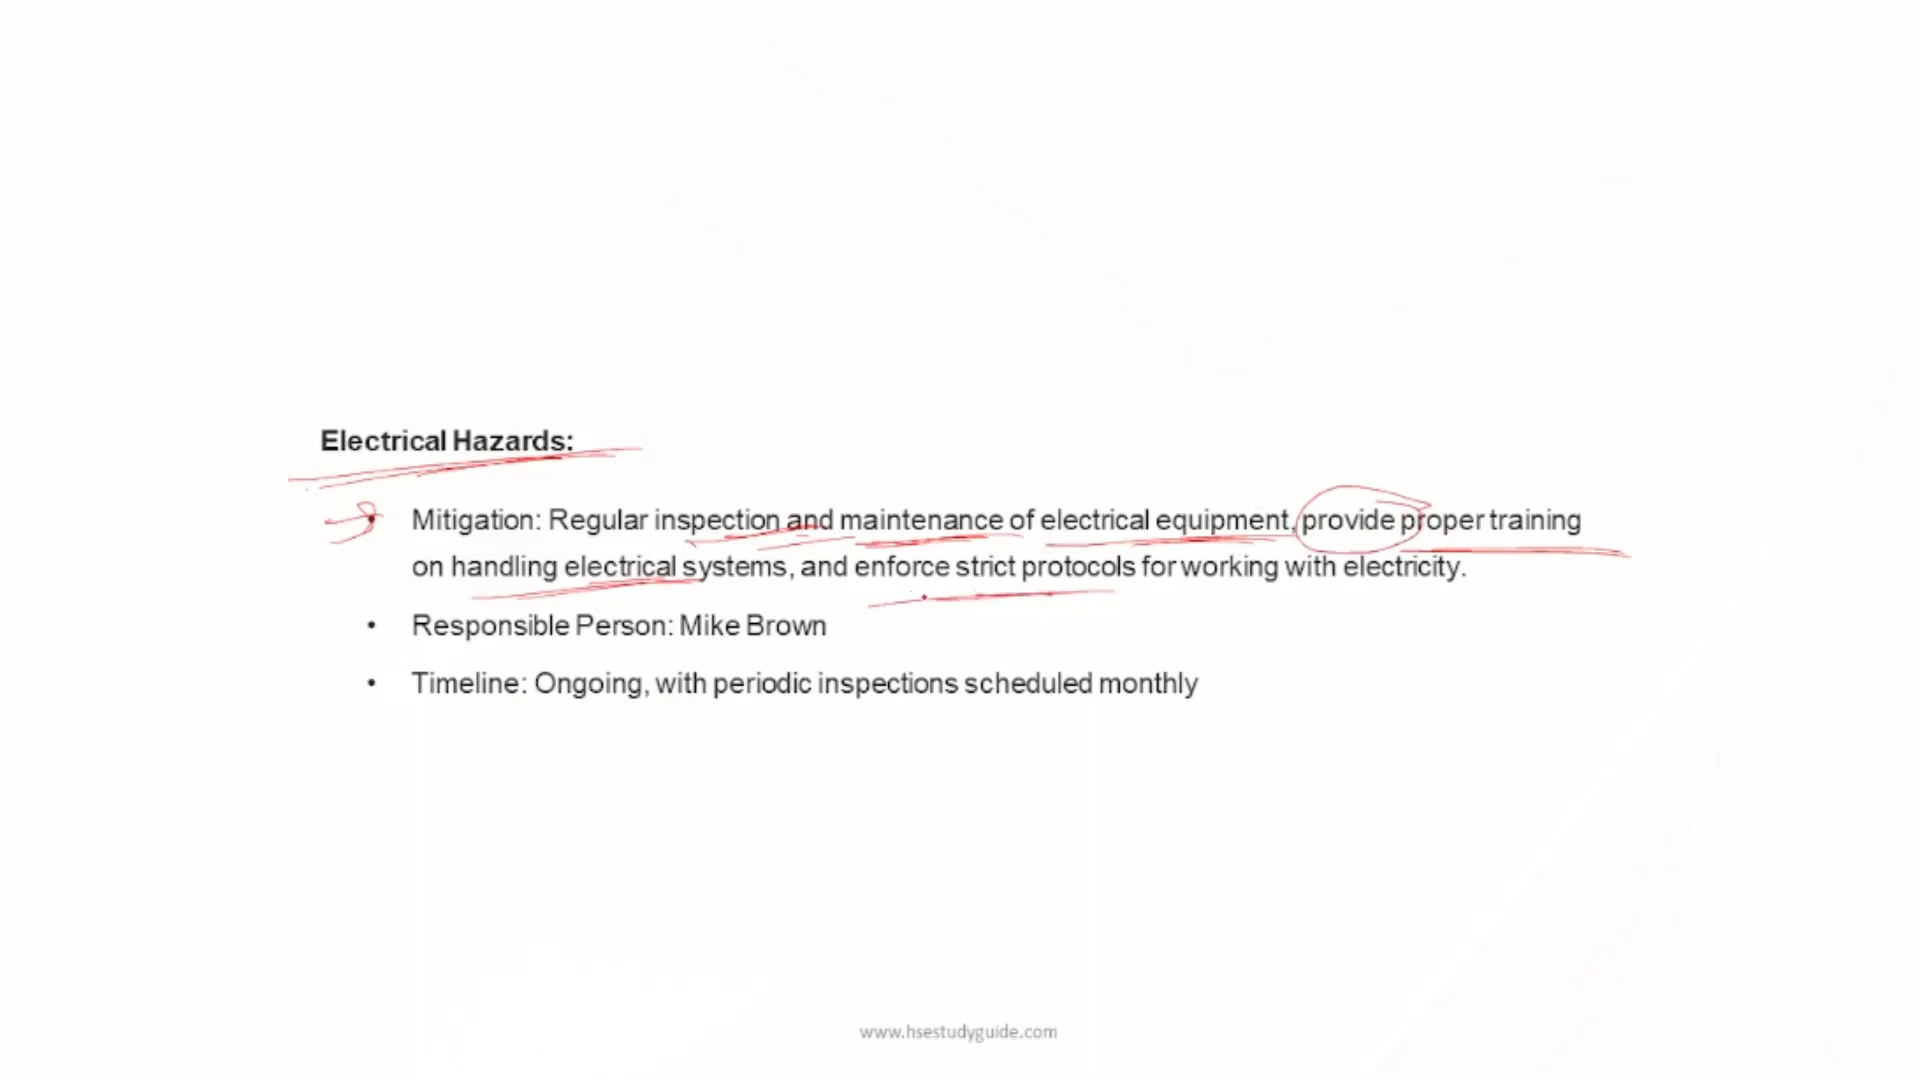 Electrical Hazards:
• Mitigation: Regular inspection and maintenance of electrical equipment, provide proper training
on handling electrical systems, and enforce strict protocols for working with electricity.
• Responsible Person: Mike Brown
• Timeline: Ongoing, with periodic inspections scheduled monthly
www.hsestudyguide.com